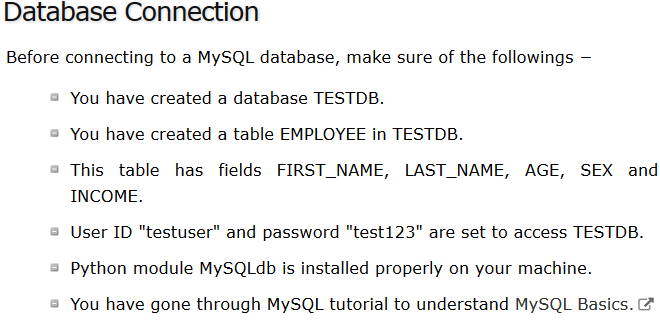 Database Connection
Before connecting to a MySQL database, make sure of the followings −
You have created a database TESTDB.
You have created a table EMPLOYEE in TESTDB.
This table has fields FIRST_NAME, LAST_NAME, AGE, SEX and
INCOME.
User ID "testuser" and password "test123" are set to access TESTDB.
Python module MySQLdb is installed properly on your machine.
You have gone through MySQL tutorial to understand MySQL Basics.